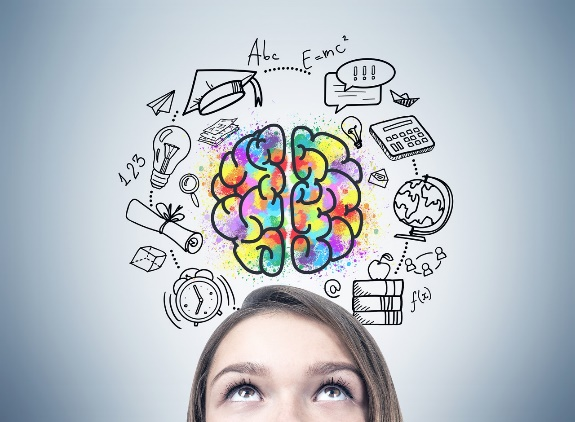 Abc
E=mc²
!!!
123
@
f(x)